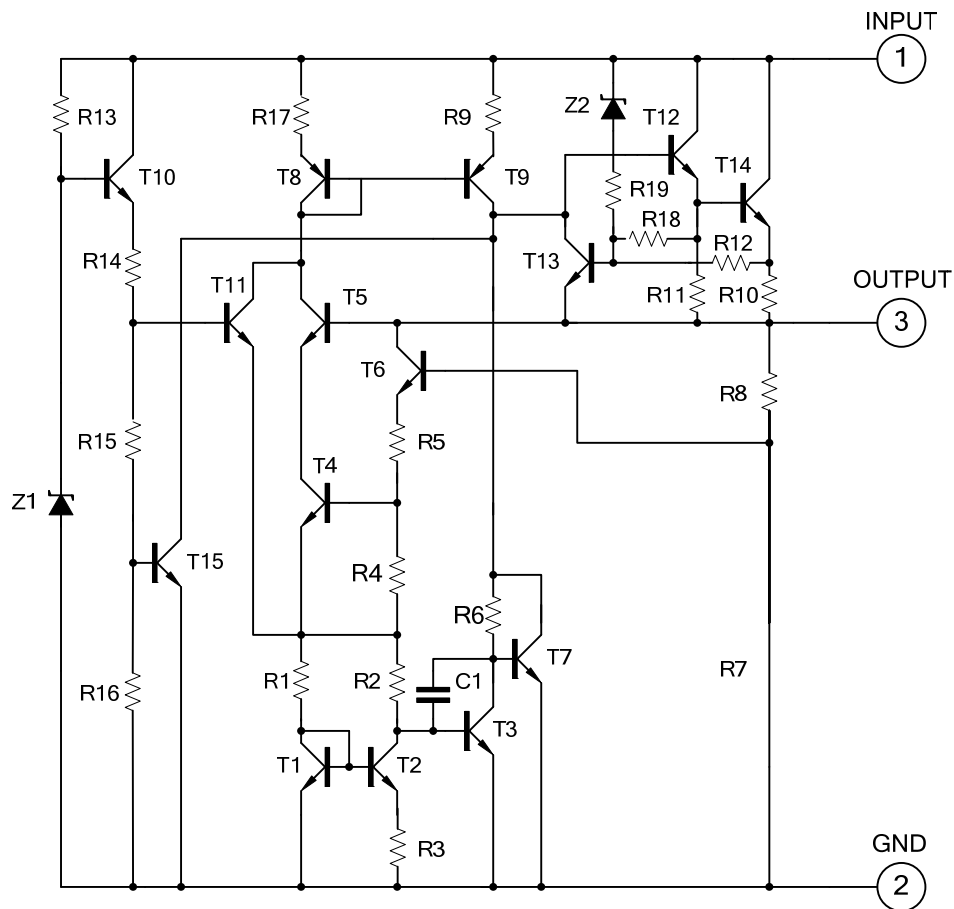 INPUT
1
R13
R17
R9
Z2
T12
T10
T8
T9
T14
R19
R18
R12
R14
T11
T13
R11
R10
OUTPUT
T5
3
T6
R8
R15
R5
T4
Z1
T15
R4
R6
T7
R16
R1
R2
C1
R7
T3
T1
T2
R3
GND
2